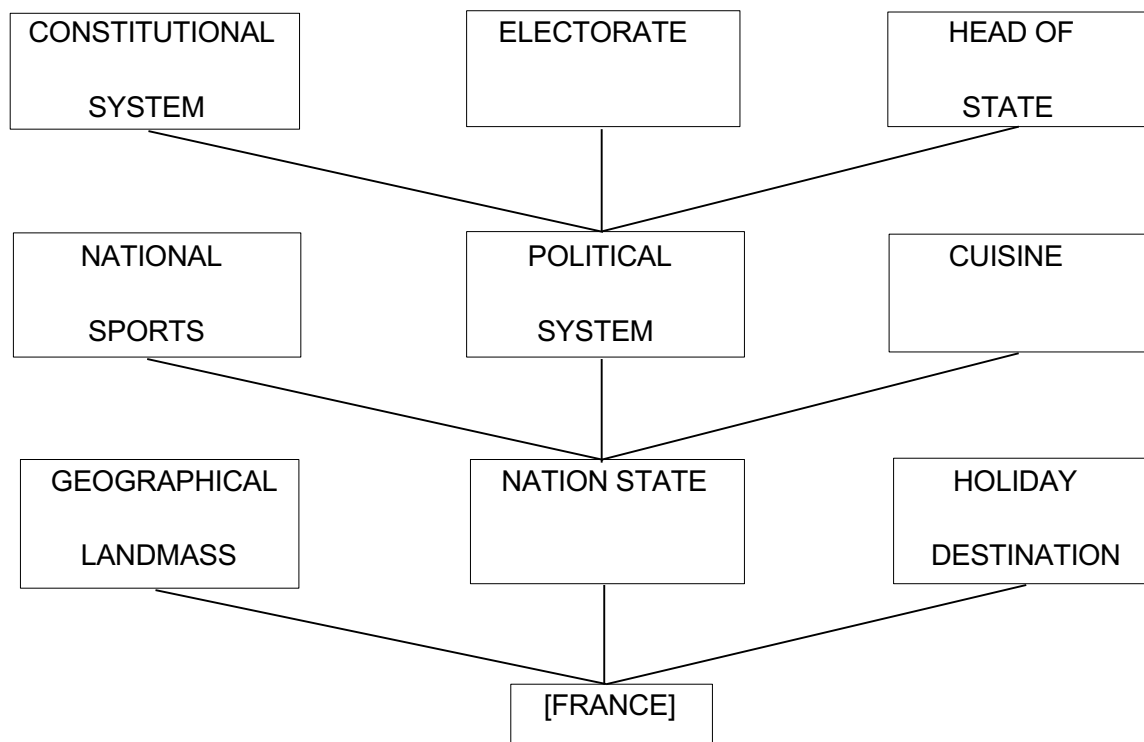 CONSTITUTIONAL
SYSTEM
ELECTORATE
HEAD OF
STATE
NATIONAL
SPORTS
POLITICAL
SYSTEM
CUISINE
GEOGRAPHICAL
LANDMASS
NATION STATE
HOLIDAY
DESTINATION
[FRANCE]